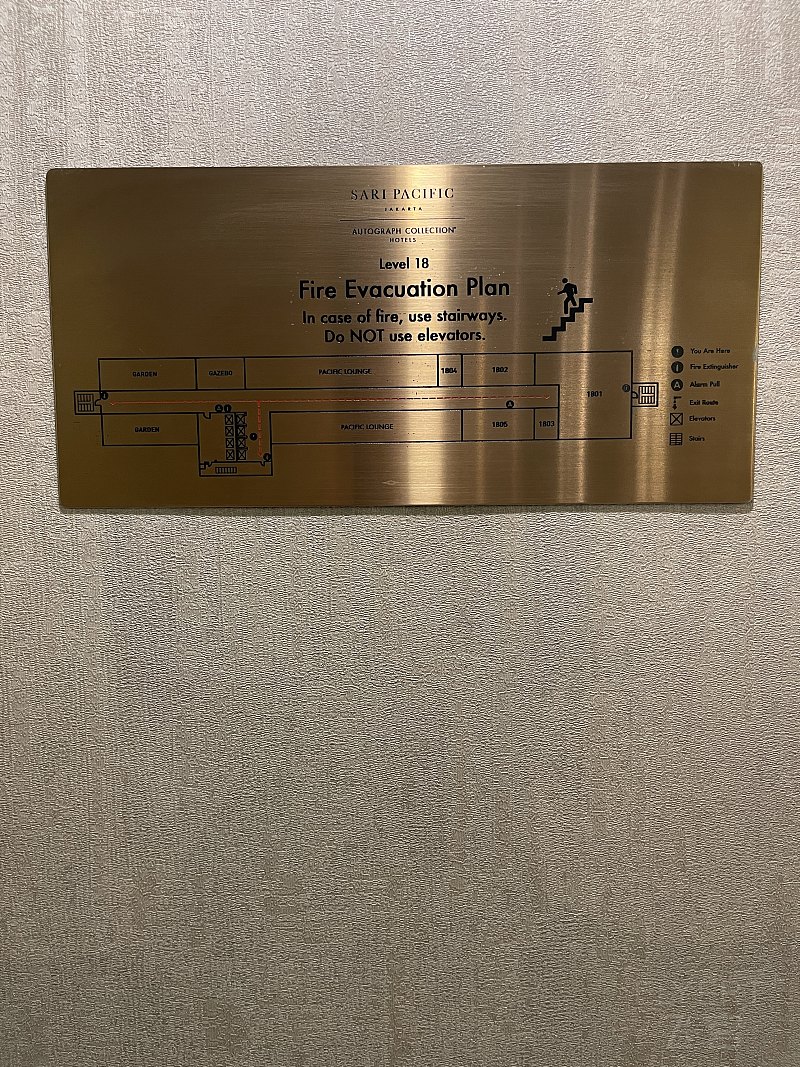 SARI PACIFIC
JAKARTA
AUTOGRAPH COLLECTION®
HOTELS
Level 18
Fire Evacuation Plan
In case of fire, use stairways.
Do NOT use elevators.
GARDEN
GAZEBO
PACIFIC LOUNGE
1804
1802
1801
GARDEN
PACIFIC LOUNGE
1805
1803
A
A
You Are Here
Fire Extinguisher
A Alarm Pull
Exit Route
Elevators
Stairs